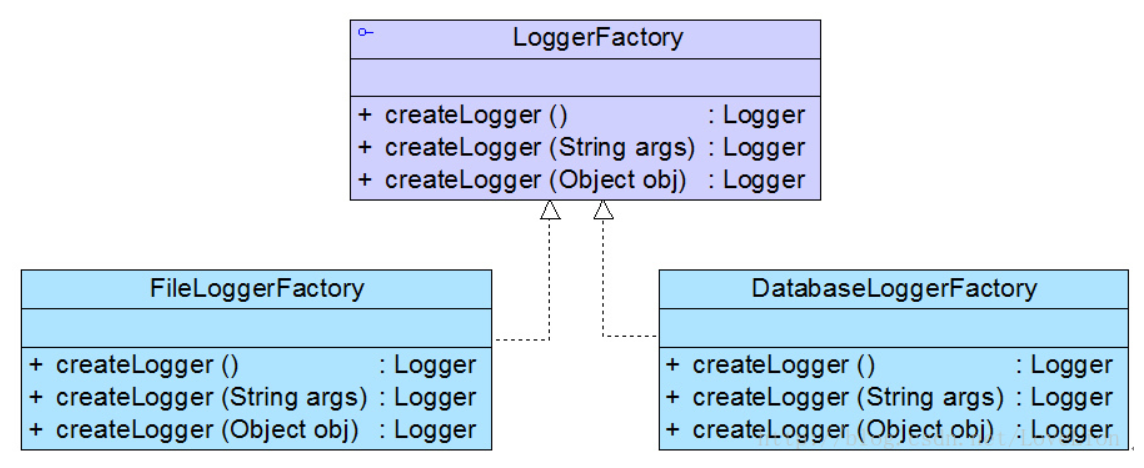 LoggerFactory
+ createLogger () : Logger
+ createLogger (String args) : Logger
+ createLogger (Object obj) : Logger
FileLoggerFactory
+ createLogger () : Logger
+ createLogger (String args) : Logger
+ createLogger (Object obj) : Logger
DatabaseLoggerFactory
+ createLogger () : Logger
+ createLogger (String args) : Logger
+ createLogger (Object obj) : Logger